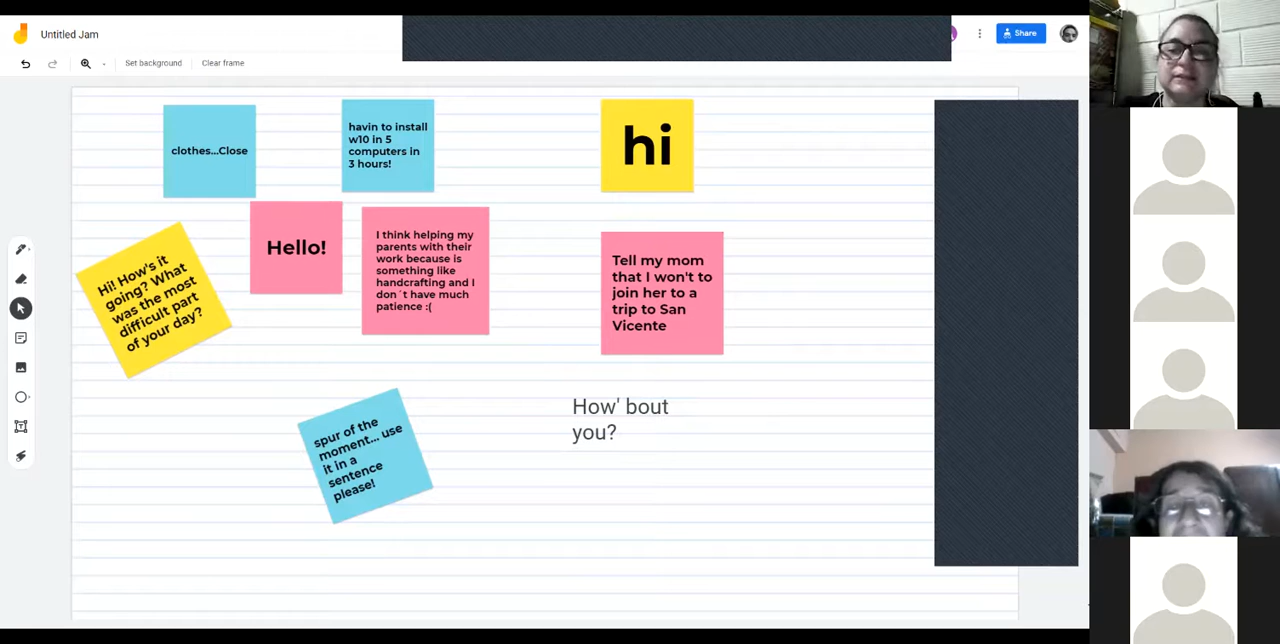 Untitled Jam
Share
Set background
Clear frame
clothes...Close
havin to install
w10 in 5
computers in
3 hours!
hi
Hello!
I think helping my
parents with their
work because is
something like
handcrafting and I
don´t have much
patience :(
Tell my mom
that I won't to
join her to a
trip to San
Vicente
Hi! How's it
going? What
was the most
difficult part
of your day?
spur of the
moment... use
it in a
sentence
please!
How' bout
you?